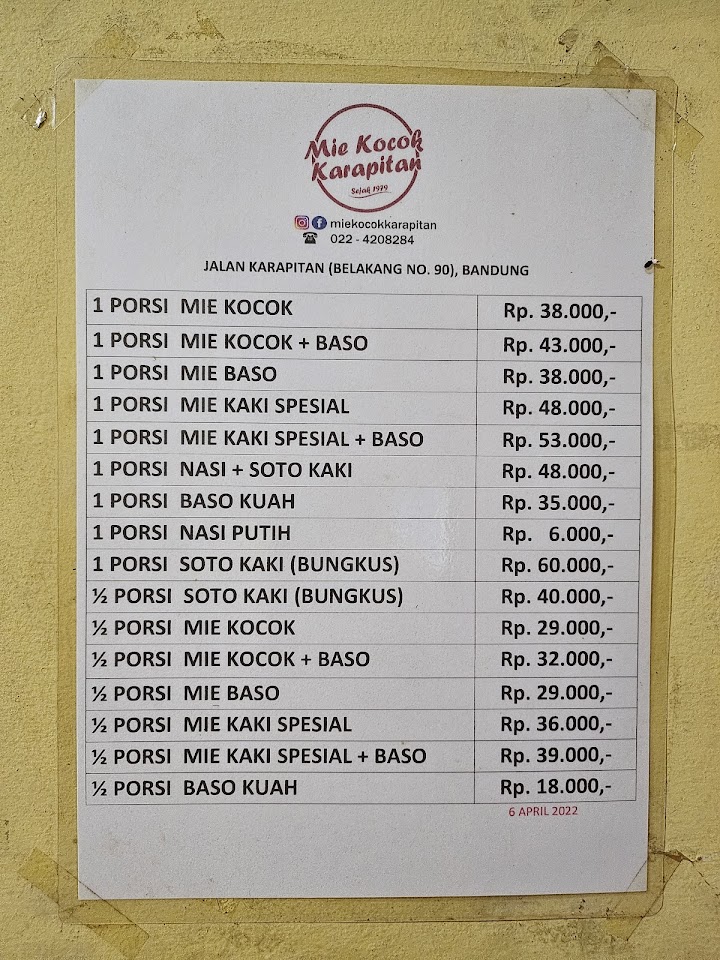 Mie Kocok
Karapitan
Sejak 1979
miekocokkarapitan
022 - 4208284
JALAN KARAPITAN (BELAKANG NO. 90), BANDUNG
1 PORSI MIE KOCOK Rp. 38.000,-
1 PORSI MIE KOCOK + BASO Rp. 43.000,-
1 PORSI MIE BASO Rp. 38.000,-
1 PORSI MIE KAKI SPESIAL Rp. 48.000,-
1 PORSI MIE KAKI SPESIAL + BASO Rp. 53.000,-
1 PORSI NASI + SOTO KAKI Rp. 48.000,-
1 PORSI BASO KUAH Rp. 35.000,-
1 PORSI NASI PUTIH Rp. 6.000,-
1 PORSI SOTO KAKI (BUNGKUS) Rp. 60.000,-
½ PORSI SOTO KAKI (BUNGKUS) Rp. 40.000,-
½ PORSI MIE KOCOK Rp. 29.000,-
½ PORSI MIE KOCOK + BASO Rp. 32.000,-
½ PORSI MIE BASO Rp. 29.000,-
½ PORSI MIE KAKI SPESIAL Rp. 36.000,-
½ PORSI MIE KAKI SPESIAL + BASO Rp. 39.000,-
½ PORSI BASO KUAH Rp. 18.000,-
6 APRIL 2022